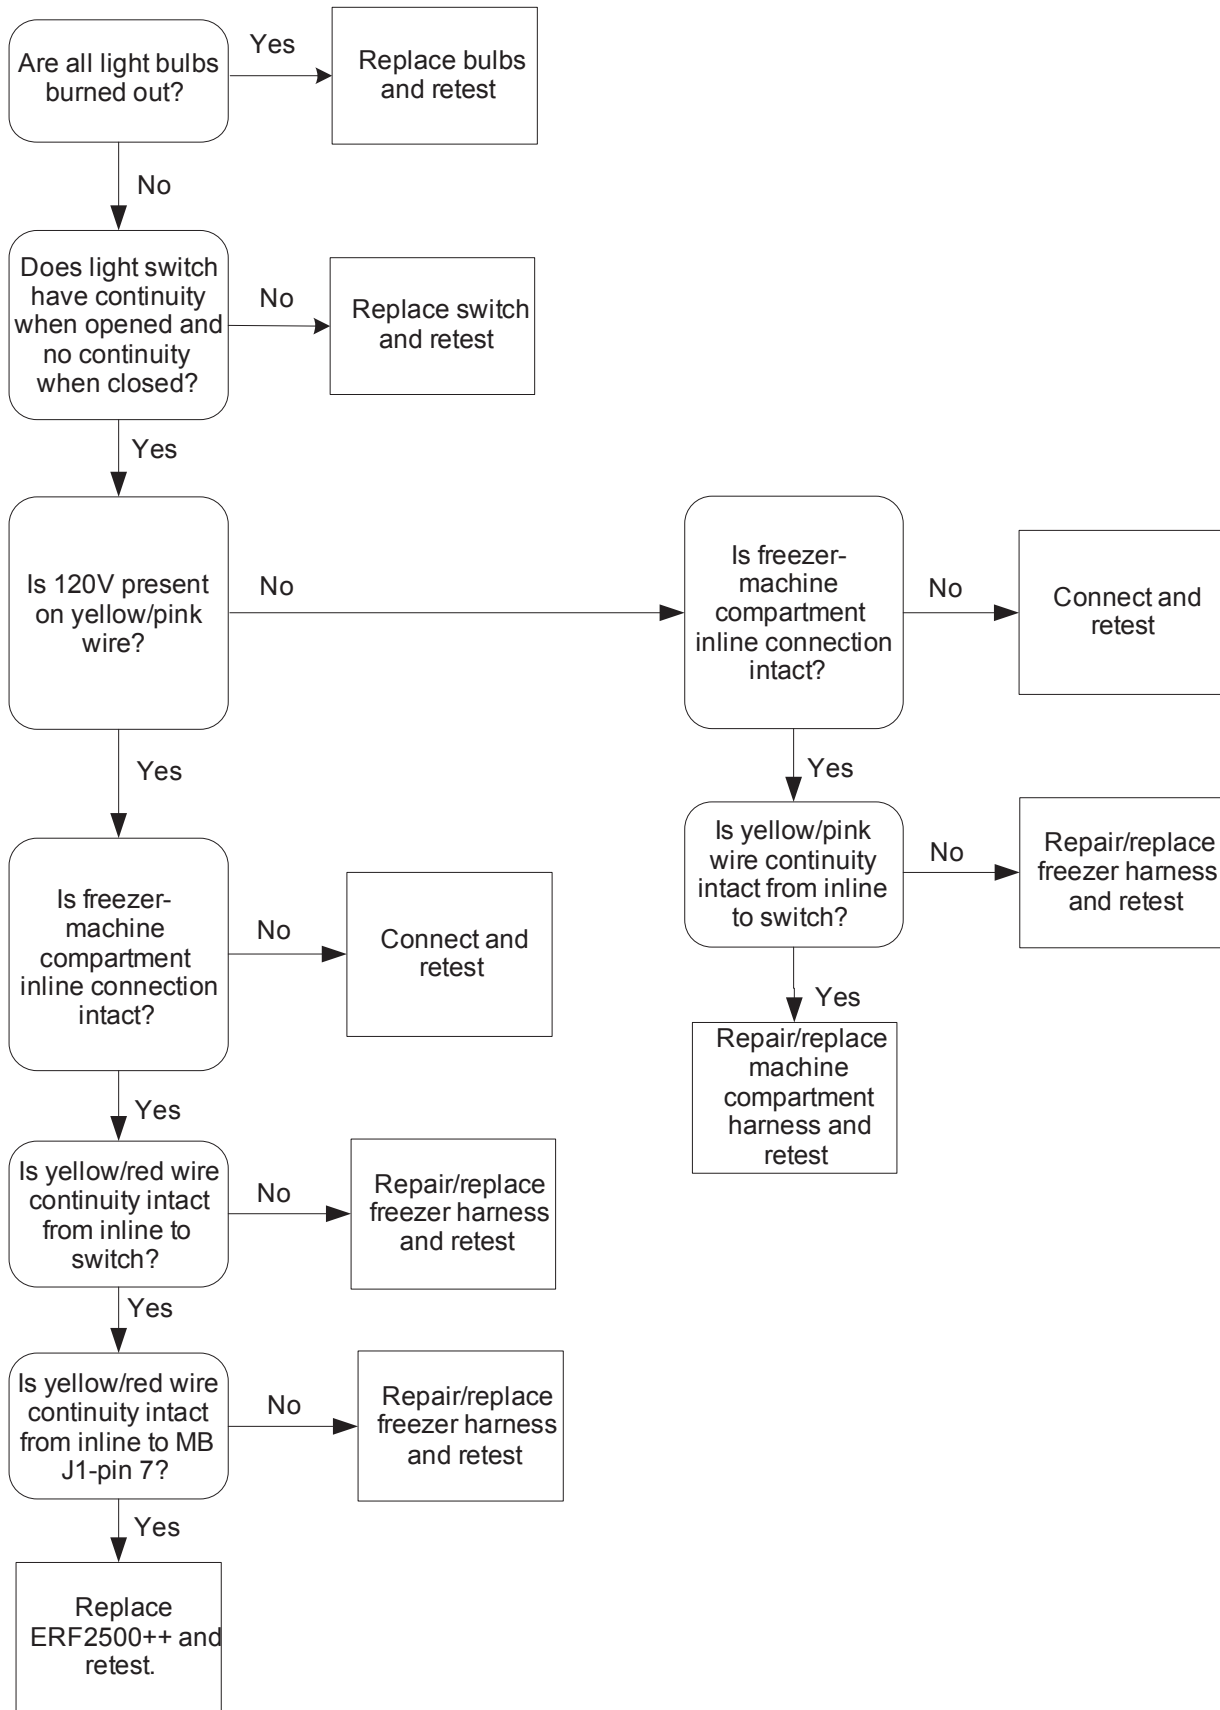 Are all light bulbs
burned out?
Yes
Replace bulbs
and retest
No
Does light switch
have continuity
when opened and
no continuity
when closed?
No
Replace switch
and retest
Yes
Is 120V present
on yellow/pink
wire?
No
Is freezer-
machine
compartment
inline connection
intact?
No
Connect and
retest
Yes
Yes
Is yellow/pink
wire continuity
intact from inline
to switch?
No
Repair/replace
freezer harness
and retest
Yes
Repair/replace
machine
compartment
harness and
retest
Is freezer-
machine
compartment
inline connection
intact?
No
Connect and
retest
Yes
Is yellow/red wire
continuity intact
from inline to
switch?
No
Repair/replace
freezer harness
and retest
Yes
Is yellow/red wire
continuity intact
from inline to MB
J1-pin 7?
No
Repair/replace
freezer harness
and retest
Yes
Replace
ERF2500++ and
retest.